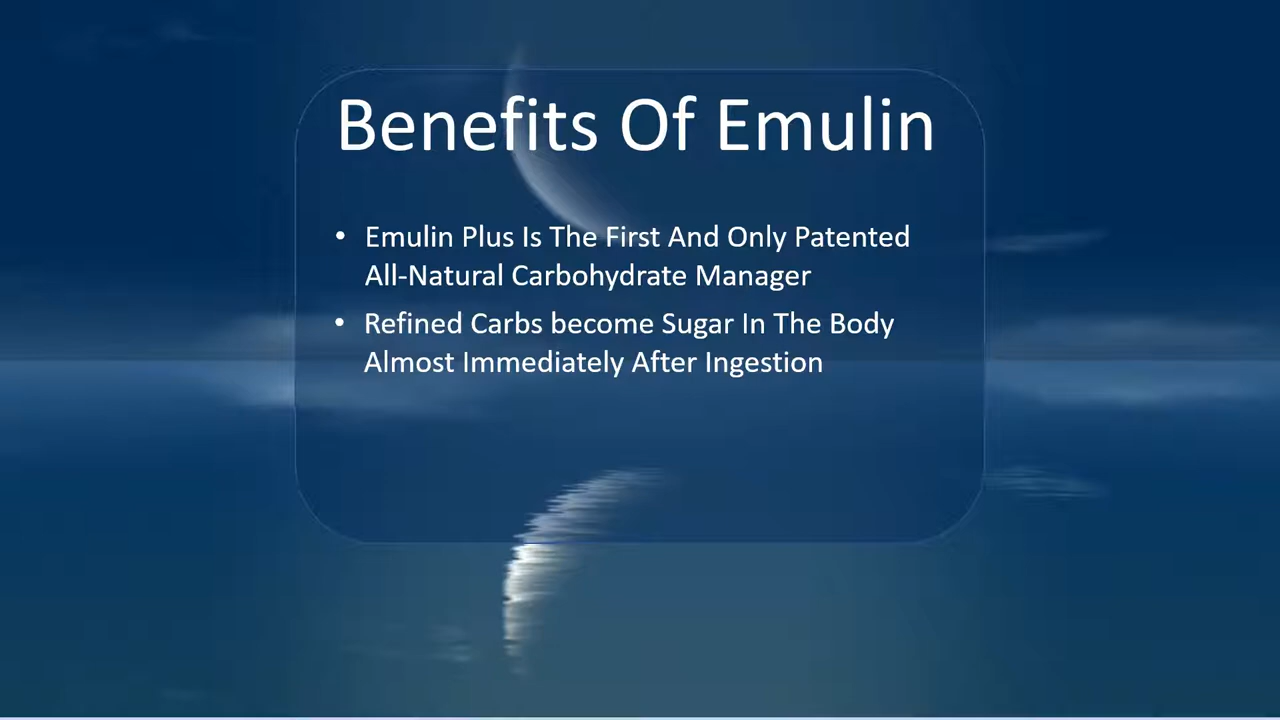 Benefits Of Emulin
• Emulin Plus Is The First And Only Patented
All-Natural Carbohydrate Manager
• Refined Carbs become Sugar In The Body
Almost Immediately After Ingestion